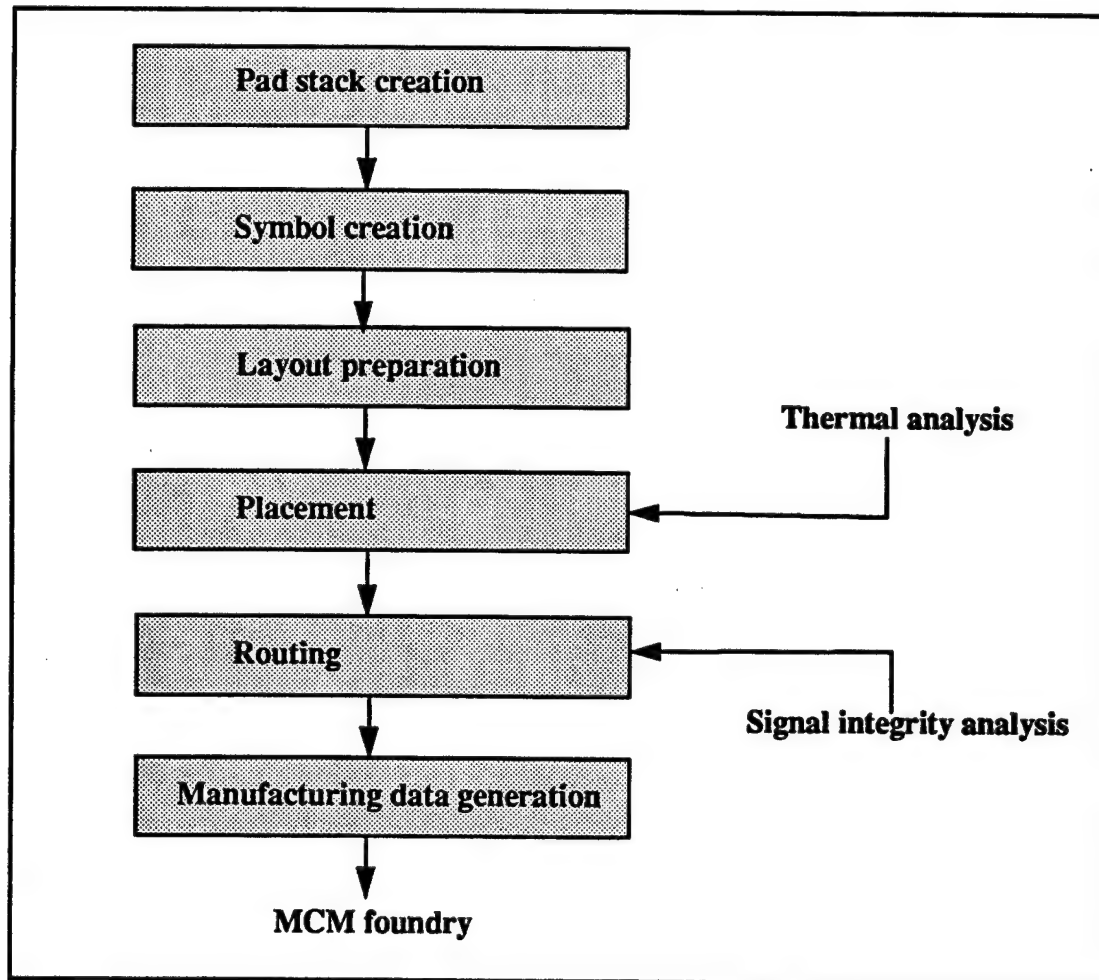 Pad stack creation
Symbol creation
Layout preparation
Thermal analysis
Placement
Routing
Signal integrity analysis
Manufacturing data generation
MCM foundry